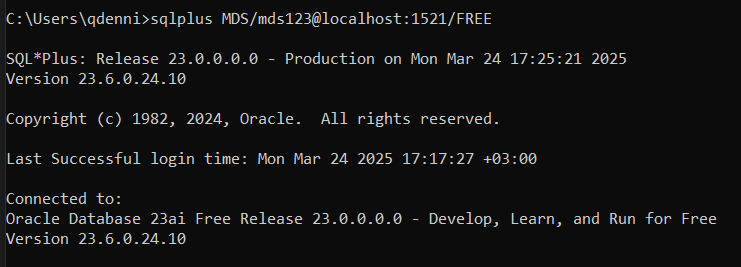 C:\Users\qdenni>sqlplus MDS/mds123@localhost:1521/FREE
SQL*Plus: Release 23.0.0.0.0 - Production on Mon Mar 24 17:25:21 2025
Version 23.6.0.24.10
Copyright (c) 1982, 2024, Oracle.  All rights reserved.
Last Successful login time: Mon Mar 24 2025 17:17:27 +03:00
Connected to:
Oracle Database 23ai Free Release 23.0.0.0.0 - Develop, Learn, and Run for Free
Version 23.6.0.24.10